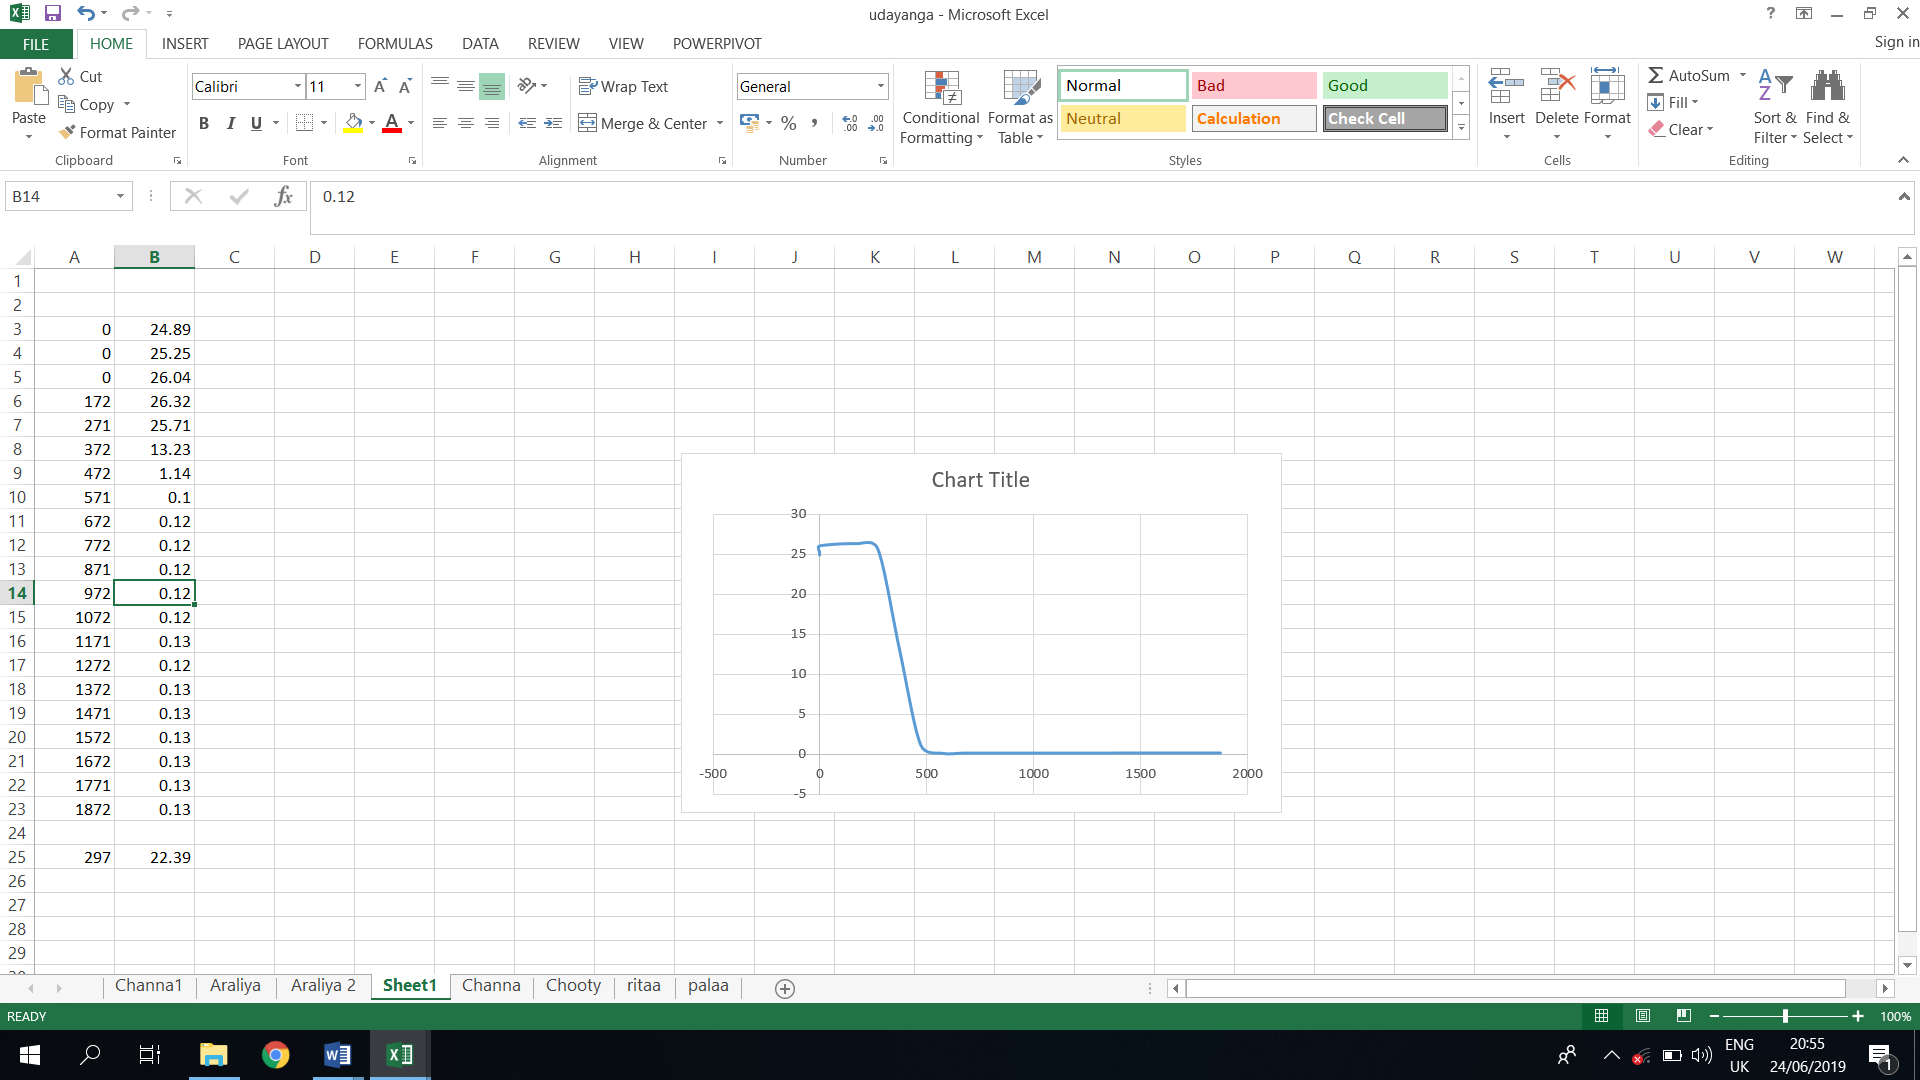 udayanga - Microsoft Excel
FILE HOME INSERT PAGE LAYOUT FORMULAS DATA REVIEW VIEW POWERPIVOT Sign in
Paste Cut Copy Format Painter Clipboard
Calibri 11 B I U Font
Wrap Text Merge & Center Alignment
General % Number
Conditional Formatting Format as Table
Normal Bad Good
Neutral Calculation Check Cell
Styles
Insert Delete Format Cells
AutoSum Fill Clear Sort & Filter Find & Select Editing
B14 fx 0.12
A B C D E F G H I J K L M N O P Q R S T U V W
1
2
3 0 24.89
4 0 25.25
5 0 26.04
6 172 26.32
7 271 25.71
8 372 13.23
9 472 1.14
10 571 0.1
11 672 0.12
12 772 0.12
13 871 0.12
14 972 0.12
15 1072 0.12
16 1171 0.13
17 1272 0.12
18 1372 0.13
19 1471 0.13
20 1572 0.13
21 1672 0.13
22 1771 0.13
23 1872 0.13
24
25 297 22.39
26
27
28
29
Chart Title
30
25
20
15
10
5
0
-5
-500 0 500 1000 1500 2000
Channa1 Araliya Araliya 2 Sheet1 Channa Chooty ritaa palaa
READY 100%
ENG 20:55
UK 24/06/2019 1